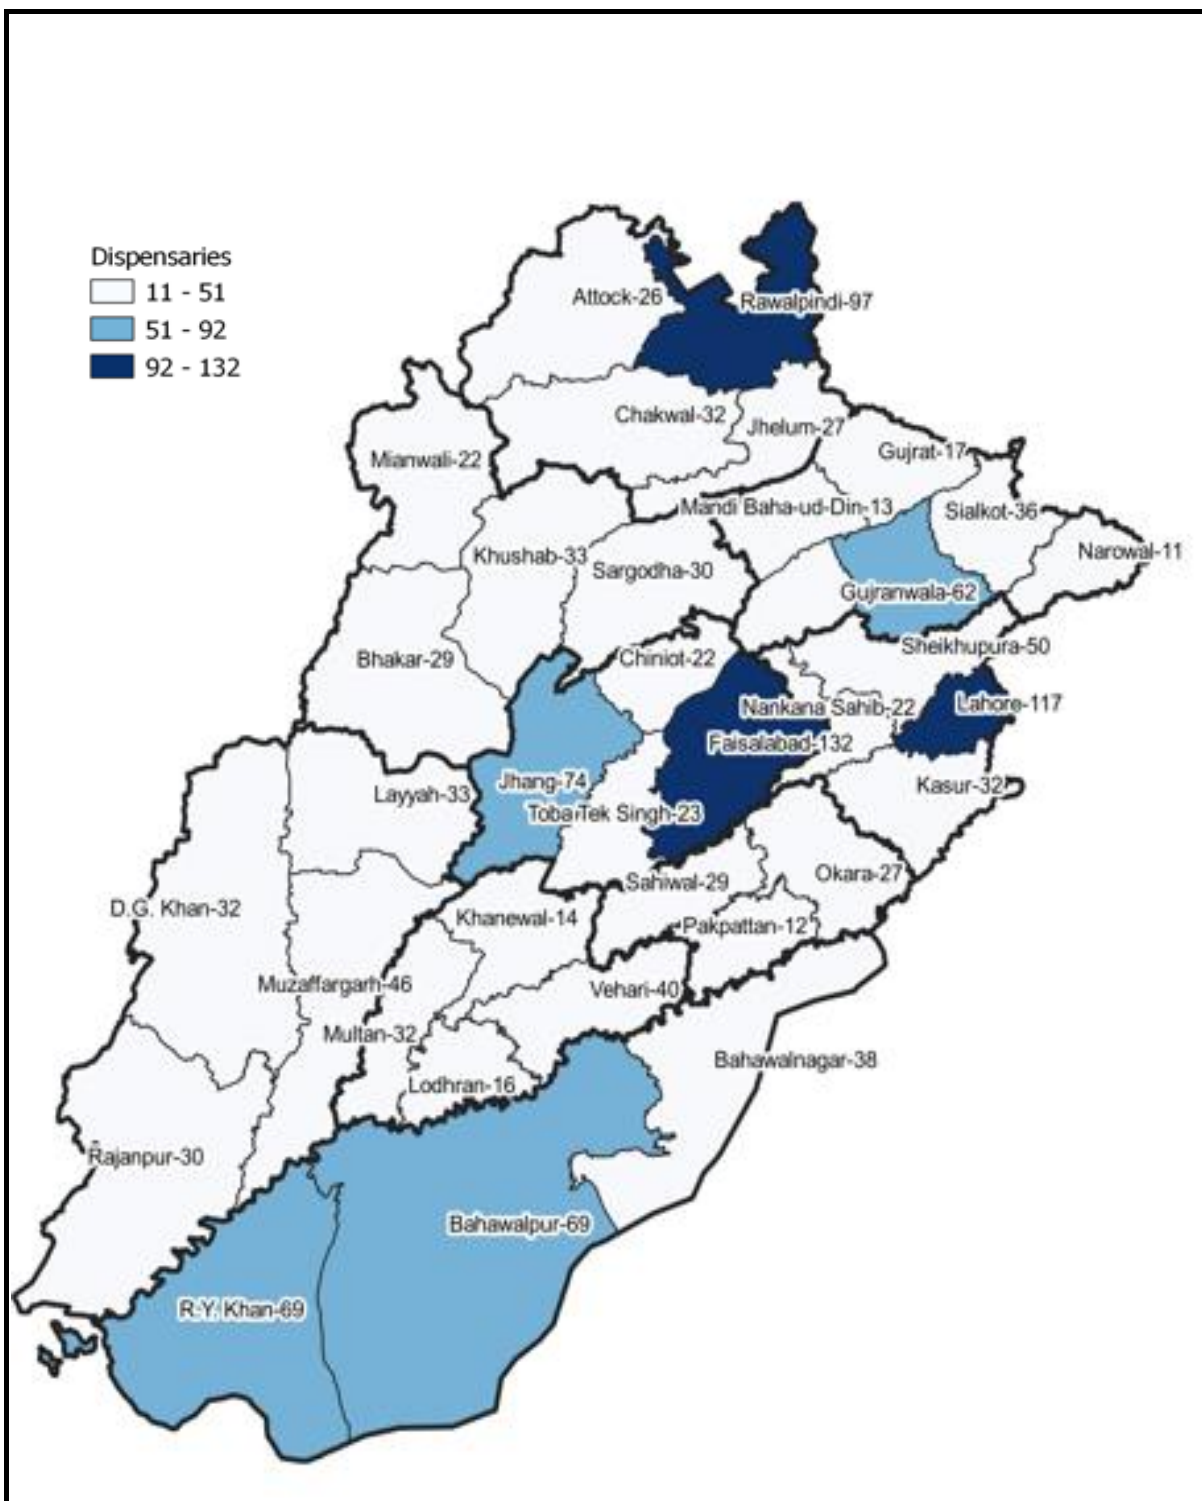 Dispensaries
11 - 51
51 - 92
92 - 132
Attock-26
Rawalpindi-97
Chakwal-32
Jhelum-27
Gujrat-17
Mianwali-22
Mandi Baha-ud-Din-13
Sialkot-36
Khushab-33
Sargodha-30
Narowal-11
Gujranwala-62
Sheikhupura-50
Bhakar-29
Chiniot-22
Nankana Sahib-22
Lahore-117
Faisalabad-132
Jhang-74
Kasur-32
Layyah-33
Toba Tek Singh-23
Sahiwal-29
Okara-27
D.G. Khan-32
Khanewal-14
Pakpattan-12
Muzaffargarh-46
Vehari-40
Multan-32
Bahawalnagar-38
Lodhran-16
Rajanpur-30
Bahawalpur-69
R.Y. Khan-69